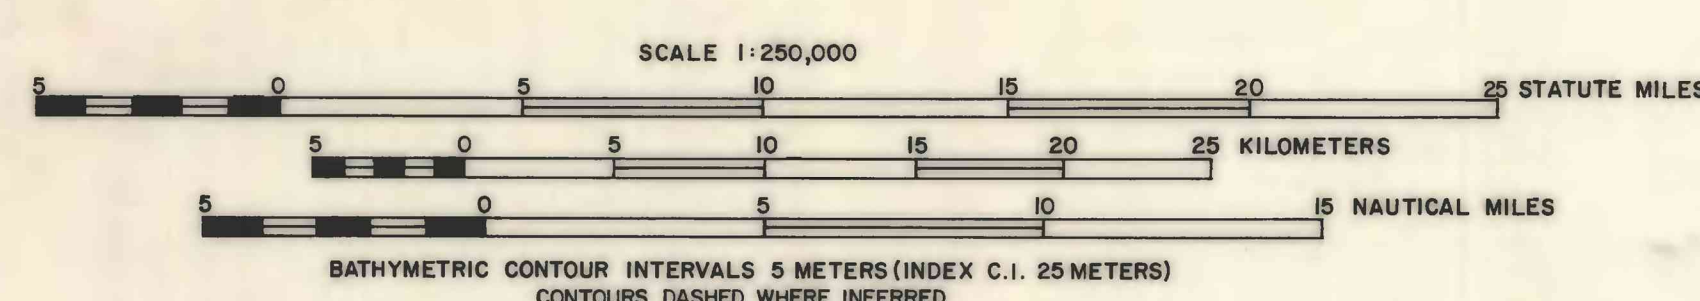 SCALE 1:250,000
5 0 5 10 15 20 25 STATUTE MILES
5 0 5 10 15 20 25 KILOMETERS
5 0 5 10 15 NAUTICAL MILES
BATHYMETRIC CONTOUR INTERVALS 5 METERS (INDEX C.I. 25 METERS)
CONTOURS DASHED WHERE INFERRED